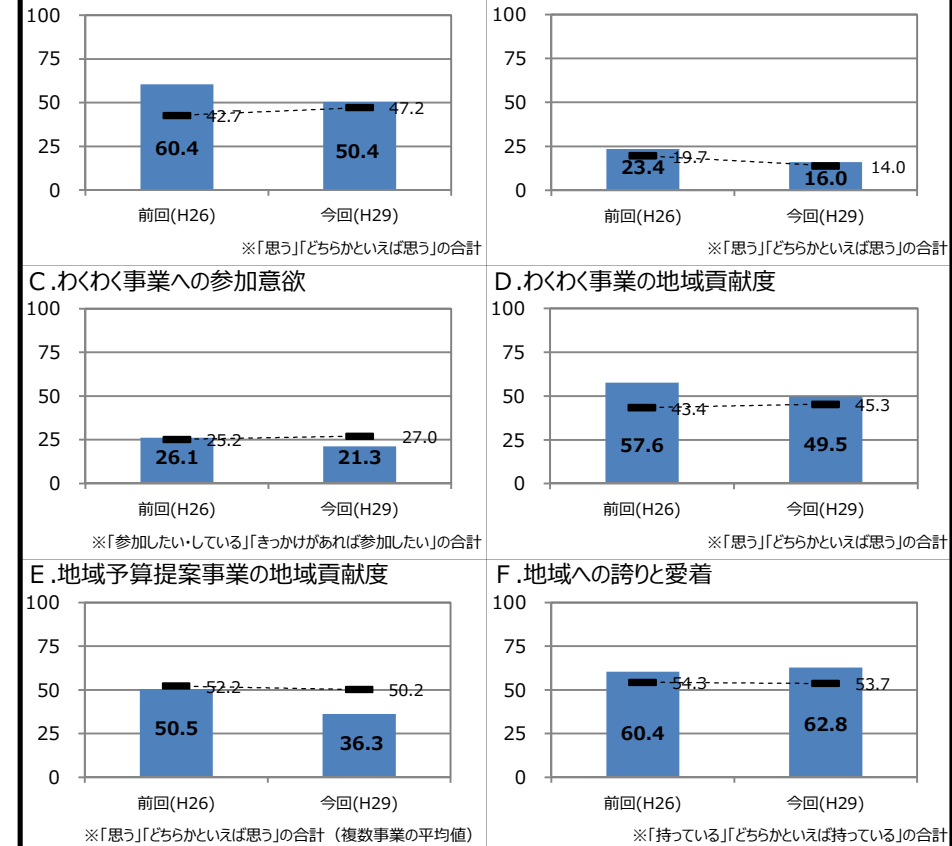 100
75
50
25
0
42.7
47.2
60.4
50.4
前回(H26)
今回(H29)
※「思う」「どちらかといえば思う」の合計
100
75
50
25
0
19.7
14.0
23.4
16.0
前回(H26)
今回(H29)
※「思う」「どちらかといえば思う」の合計
C.わくわく事業への参加意欲
100
75
50
25
0
25.2
27.0
26.1
21.3
前回(H26)
今回(H29)
※「参加したい・している」「きっかけがあれば参加したい」の合計
D.わくわく事業の地域貢献度
100
75
50
25
0
43.4
45.3
57.6
49.5
前回(H26)
今回(H29)
※「思う」「どちらかといえば思う」の合計
E.地域予算提案事業の地域貢献度
100
75
50
25
0
52.2
50.2
50.5
36.3
前回(H26)
今回(H29)
※「思う」「どちらかといえば思う」の合計（複数事業の平均値）
F.地域への誇りと愛着
100
75
50
25
0
54.3
53.7
60.4
62.8
前回(H26)
今回(H29)
※「持っている」「どちらかといえば持っている」の合計